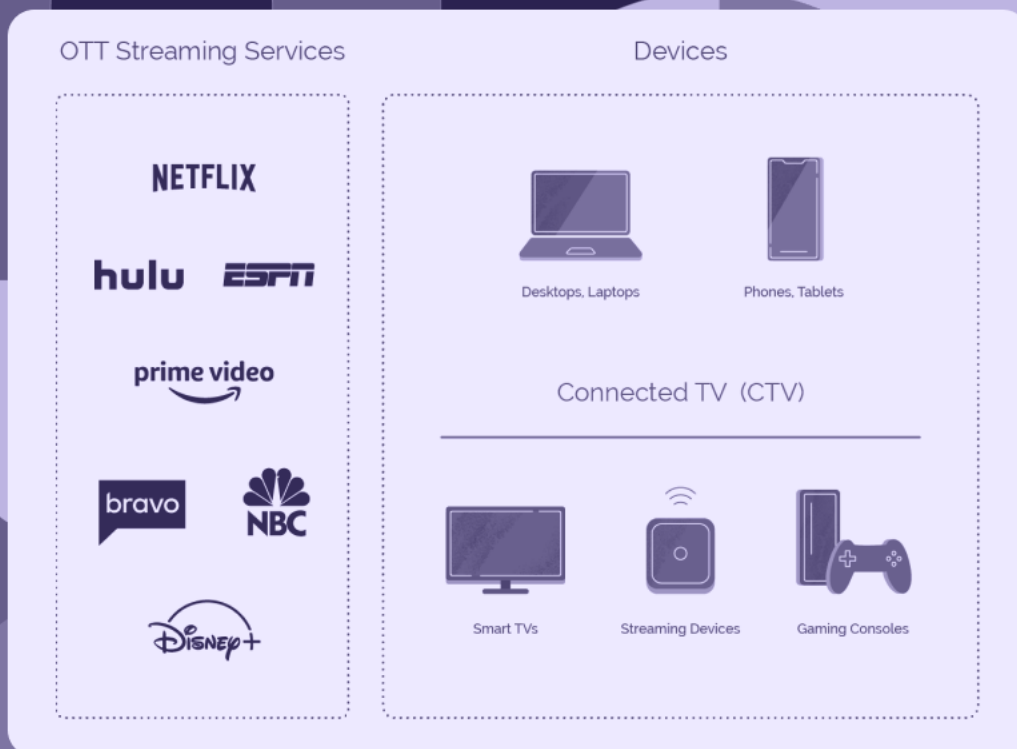 OTT Streaming Services
NETFLIX
hulu
ESPN
prime video
bravo
NBC
Disney+
Devices
Desktops, Laptops
Phones, Tablets
Connected TV (CTV)
Smart TVs
Streaming Devices
Gaming Consoles